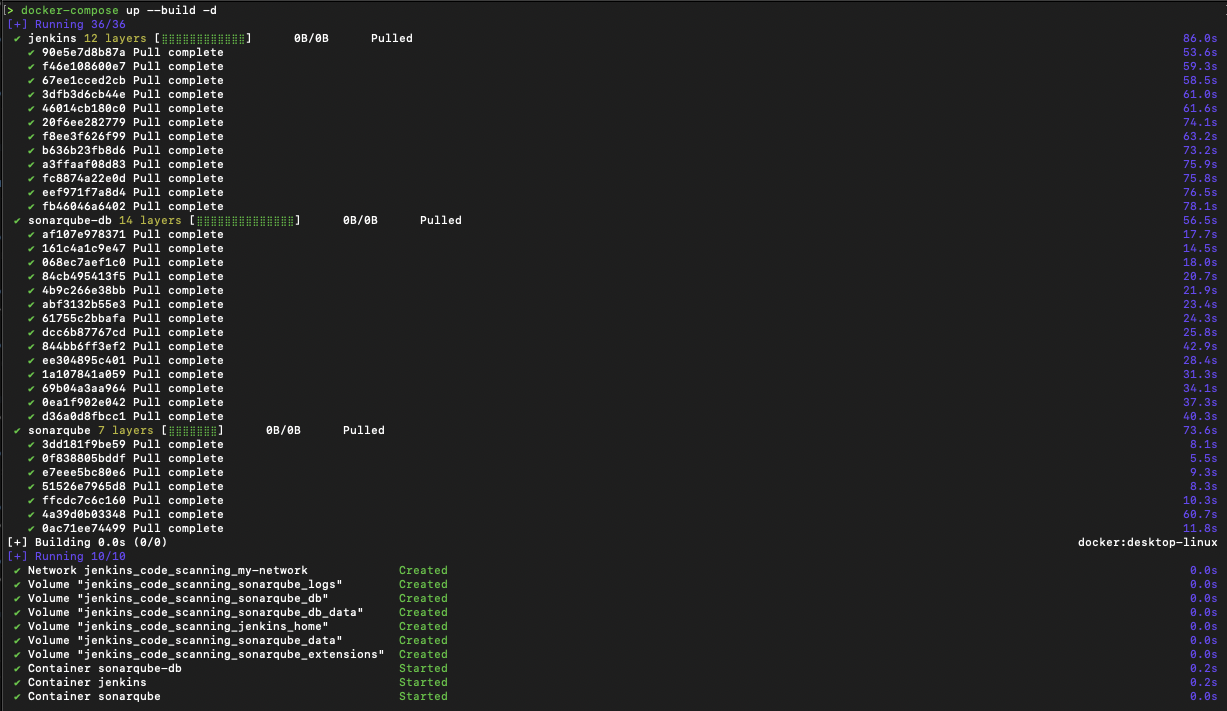 [> docker-compose up --build -d
[+] Running 36/36
✔ jenkins 12 layers [⣿⣿⣿⣿⣿⣿⣿⣿⣿⣿⣿⣿] 0B/0B Pulled 86.0s
✔ 90e5e7d8b87a Pull complete 53.6s
✔ f46e108600e7 Pull complete 59.3s
✔ 67ee1cced2cb Pull complete 58.5s
✔ 3dfb3d6cb44e Pull complete 61.0s
✔ 46014cb180c0 Pull complete 61.6s
✔ 20f6ee282779 Pull complete 74.1s
✔ f8ee3f626f99 Pull complete 63.2s
✔ b636b23fb8d6 Pull complete 73.2s
✔ a3ffaaf08d83 Pull complete 75.9s
✔ fc8874a22e0d Pull complete 75.8s
✔ eef971f7a8d4 Pull complete 76.5s
✔ fb46046a6402 Pull complete 78.1s
✔ sonarqube-db 14 layers [⣿⣿⣿⣿⣿⣿⣿⣿⣿⣿⣿⣿⣿⣿] 0B/0B Pulled 56.5s
✔ af107e978371 Pull complete 17.7s
✔ 161c4a1c9e47 Pull complete 14.5s
✔ 068ec7aef1c0 Pull complete 18.0s
✔ 84cb495413f5 Pull complete 20.7s
✔ 4b9c266e38bb Pull complete 21.9s
✔ abf3132b55e3 Pull complete 23.4s
✔ 61755c2bbafa Pull complete 24.3s
✔ dcc6b87767cd Pull complete 25.8s
✔ 844bb6ff3ef2 Pull complete 42.9s
✔ ee304895c401 Pull complete 28.4s
✔ 1a107841a059 Pull complete 31.3s
✔ 69b04a3aa964 Pull complete 34.1s
✔ 0ea1f902e042 Pull complete 37.3s
✔ d36a0d8fbcc1 Pull complete 40.3s
✔ sonarqube 7 layers [⣿⣿⣿⣿⣿⣿⣿] 0B/0B Pulled 73.6s
✔ 3dd181f9be59 Pull complete 8.1s
✔ 0f838805bddf Pull complete 5.5s
✔ e7eee5bc80e6 Pull complete 9.3s
✔ 51526e7965d8 Pull complete 8.3s
✔ ffcdc7c6c160 Pull complete 10.3s
✔ 4a39d0b03348 Pull complete 60.7s
✔ 0ac71ee74499 Pull complete 11.8s
[+] Building 0.0s (0/0) docker:desktop-linux
[+] Running 10/10
✔ Network jenkins_code_scanning_my-network Created 0.0s
✔ Volume "jenkins_code_scanning_sonarqube_logs" Created 0.0s
✔ Volume "jenkins_code_scanning_sonarqube_db" Created 0.0s
✔ Volume "jenkins_code_scanning_sonarqube_db_data" Created 0.0s
✔ Volume "jenkins_code_scanning_jenkins_home" Created 0.0s
✔ Volume "jenkins_code_scanning_sonarqube_data" Created 0.0s
✔ Volume "jenkins_code_scanning_sonarqube_extensions" Created 0.0s
✔ Container sonarqube-db Started 0.2s
✔ Container jenkins Started 0.2s
✔ Container sonarqube Started 0.0s